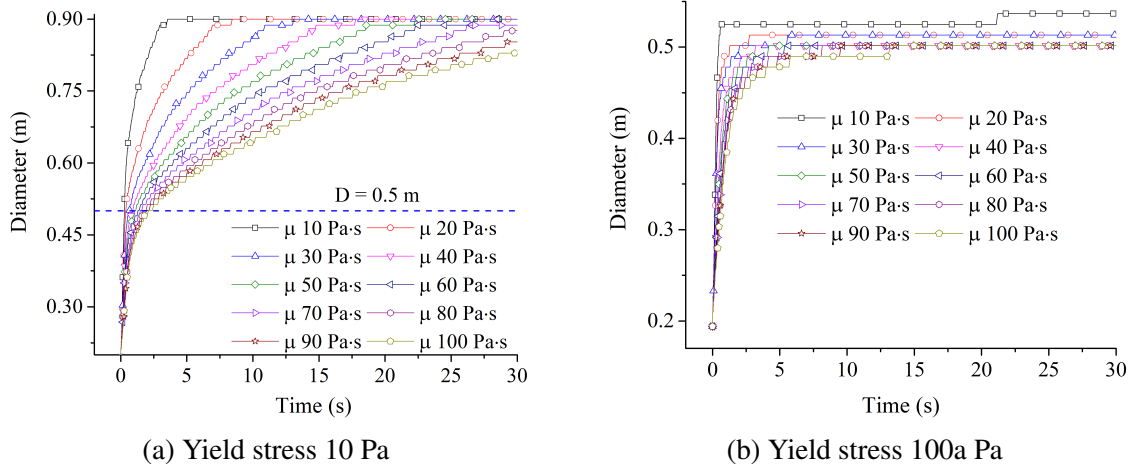 0.90
0.75
0.60
0.45
0.30
Diameter (m)
D = 0.5 m
μ 10 Pa·s μ 20 Pa·s
μ 30 Pa·s μ 40 Pa·s
μ 50 Pa·s μ 60 Pa·s
μ 70 Pa·s μ 80 Pa·s
μ 90 Pa·s μ 100 Pa·s
0 5 10 15 20 25 30
Time (s)
(a) Yield stress 10 Pa
0.5
0.4
0.3
0.2
Diameter (m)
μ 10 Pa·s μ 20 Pa·s
μ 30 Pa·s μ 40 Pa·s
μ 50 Pa·s μ 60 Pa·s
μ 70 Pa·s μ 80 Pa·s
μ 90 Pa·s μ 100 Pa·s
0 5 10 15 20 25 30
Time (s)
(b) Yield stress 100a Pa